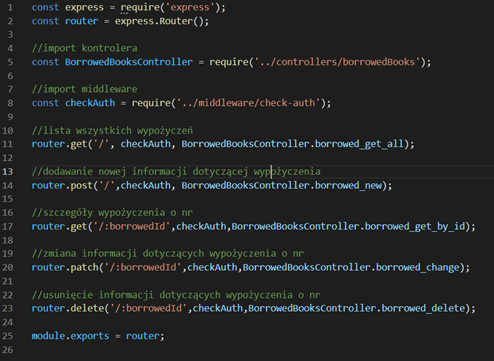 1 const express = require('express');
2 const router = express.Router();
3
4 //import kontrolera
5 const BorrowedBooksController = require('../controllers/borrowedBooks');
6
7 //import middleware
8 const checkAuth = require('../middleware/check-auth');
9
10 //lista wszystkich wypożyczeń
11 router.get('/', checkAuth, BorrowedBooksController.borrowed_get_all);
12
13 //dodawanie nowej informacji dotyczącej wyppożyczenia
14 router.post('/',checkAuth, BorrowedBooksController.borrowed_new);
15
16 //szczegóły wypożyczenia o nr
17 router.get('/:borrowedId',checkAuth,BorrowedBooksController.borrowed_get_by_id);
18
19 //zmiana informacji dotyczących wypożyczenia o nr
20 router.patch('/:borrowedId',checkAuth,BorrowedBooksController.borrowed_change);
21
22 //usunięcie informacji dotyczących wypożyczenia o nr
23 router.delete('/:borrowedId',checkAuth,BorrowedBooksController.borrowed_delete);
24
25 module.exports = router;
26